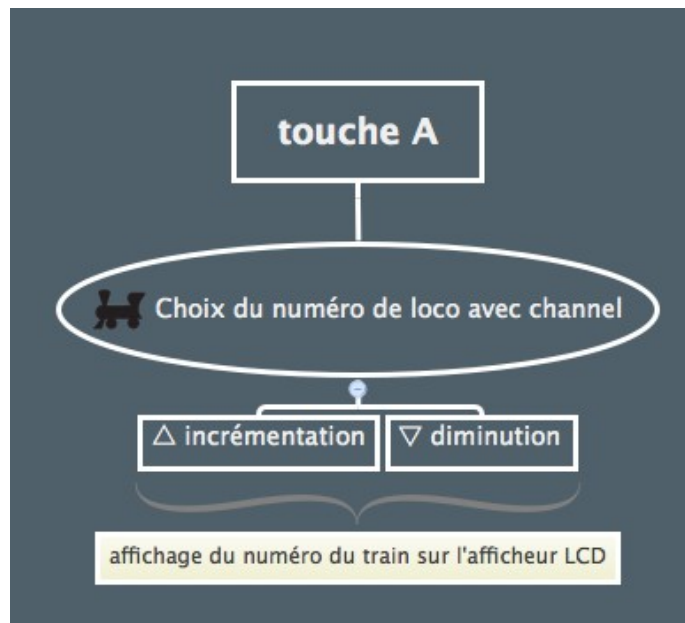 touche A
Choix du numéro de loco avec channel
△ incrémentation
▽ diminution
affichage du numéro du train sur l'afficheur LCD